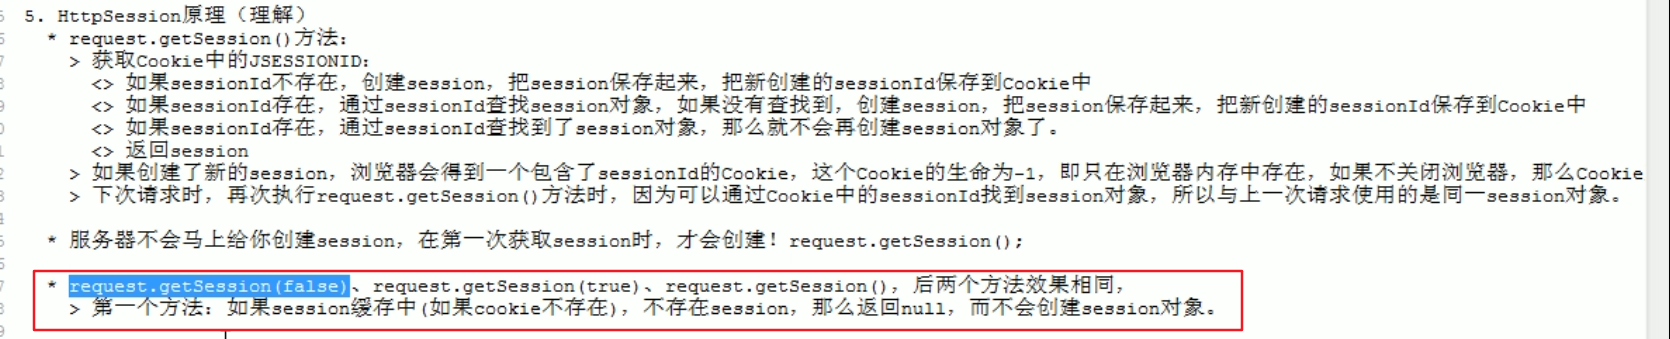 5. HttpSession原理（理解）
* request.getSession()方法：
> 获取Cookie中的JSESSIONID：
<> 如果sessionId不存在，创建session，把session保存起来，把新创建的sessionId保存到Cookie中
<> 如果sessionId存在，通过sessionId查找session对象，如果没有查找到，创建session，把session保存起来，把新创建的sessionId保存到Cookie中
<> 如果sessionId存在，通过sessionId查找到了session对象，那么就不会再创建session对象了。
<> 返回session
> 如果创建了新的session，浏览器会得到一个包含了sessionId的Cookie，这个Cookie的生命为-1，即只在浏览器内存中存在，如果不关闭浏览器，那么Cookie
> 下次请求时，再次执行request.getSession()方法时，因为可以通过Cookie中的sessionId找到session对象，所以与上一次请求使用的是同一session对象。
* 服务器不会马上给你创建session，在第一次获取session时，才会创建！request.getSession();
* request.getSession(false)、request.getSession(true)、request.getSession()，后两个方法效果相同，
> 第一个方法：如果session缓存中(如果cookie不存在)，不存在session，那么返回null，而不会创建session对象。